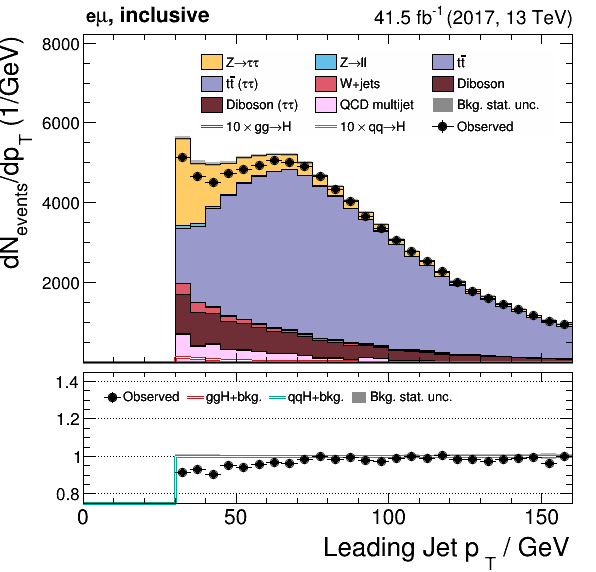 eμ, inclusive 41.5 fb⁻¹ (2017, 13 TeV)
dN_events/dp_T (1/GeV)
8000
6000
4000
2000
Z→ττ Z→ll tt̄
tt̄ (ττ) W+jets Diboson
Diboson (ττ) QCD multijet Bkg. stat. unc.
10 × gg→H 10 × qq→H Observed
1.4
1.2
1
0.8
Observed ggH+bkg. qqH+bkg. Bkg. stat. unc.
0 50 100 150
Leading Jet p_T / GeV